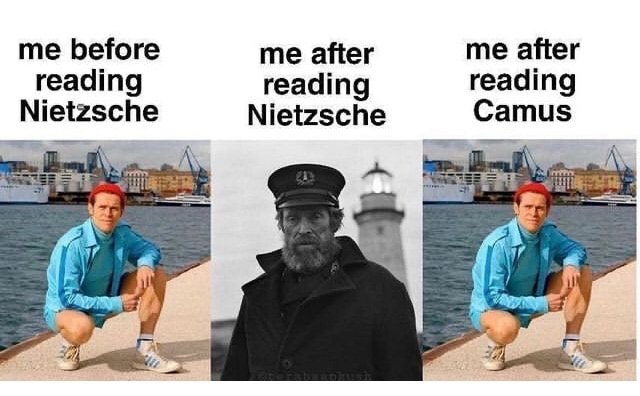 me before
reading
Nietzsche
me after
reading
Nietzsche
me after
reading
Camus